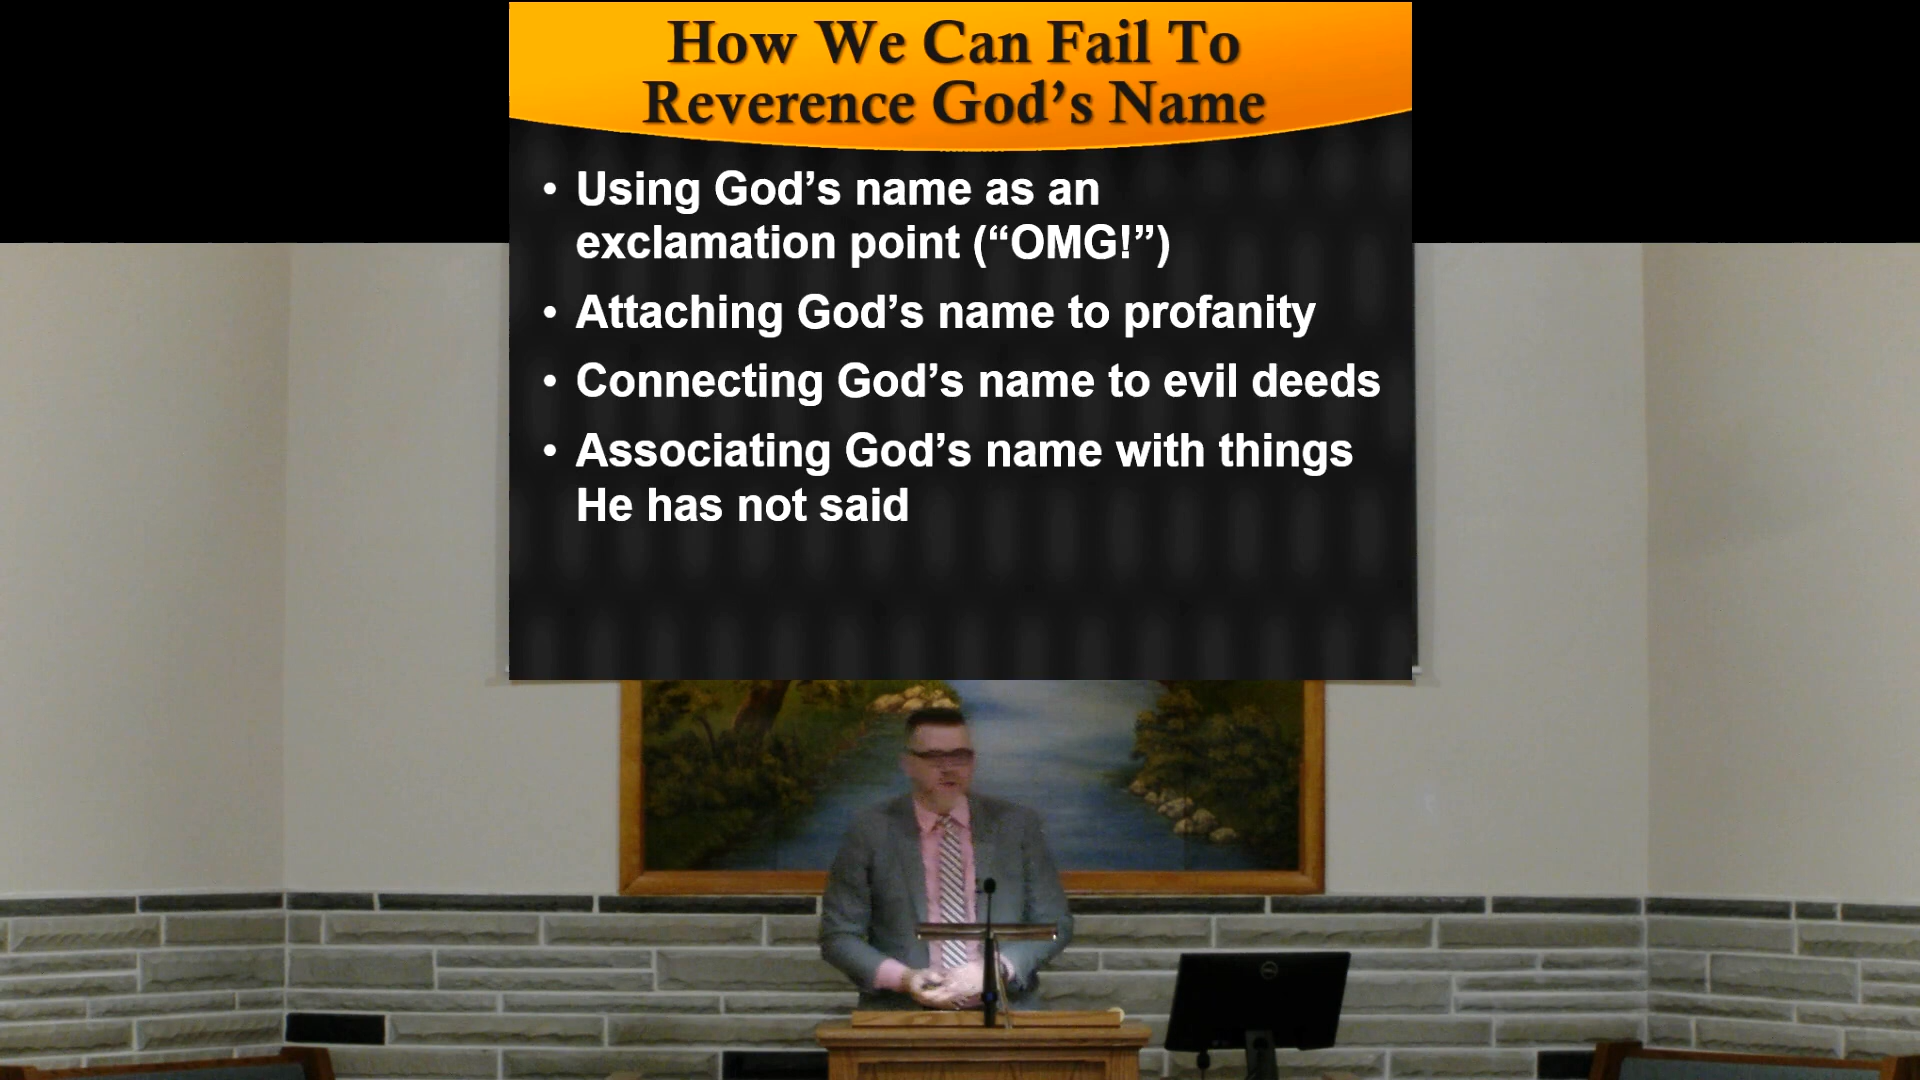 How We Can Fail To
Reverence God’s Name
• Using God’s name as an
exclamation point (“OMG!”)
• Attaching God’s name to profanity
• Connecting God’s name to evil deeds
• Associating God’s name with things
He has not said
DELL